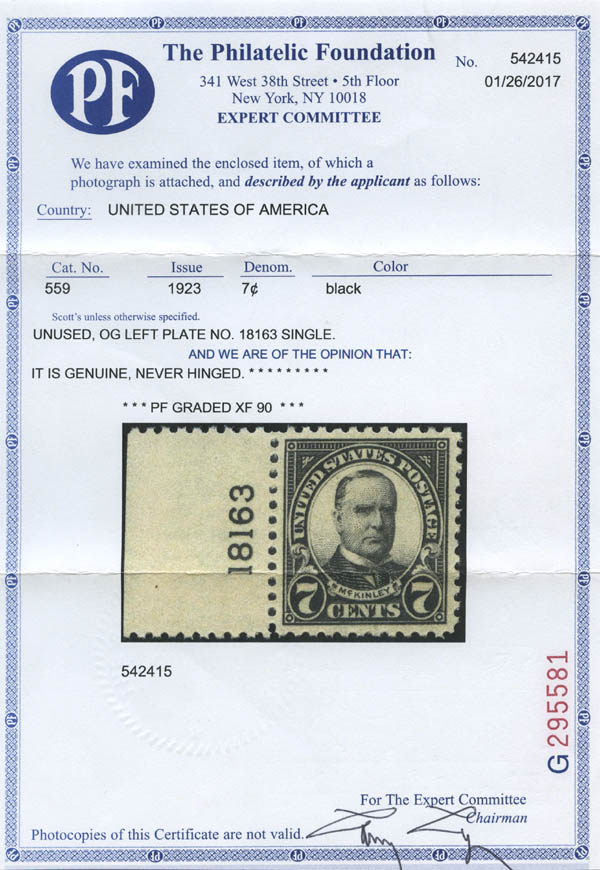 PF
The Philatelic Foundation
No. 542415
341 West 38th Street • 5th Floor
01/26/2017
New York, NY 10018
EXPERT COMMITTEE
We have examined the enclosed item, of which a
photograph is attached, and described by the applicant as follows:
Country: UNITED STATES OF AMERICA
Cat. No. Issue Denom. Color
559 1923 7¢ black
Scott's unless otherwise specified.
UNUSED, OG LEFT PLATE NO. 18163 SINGLE.
AND WE ARE OF THE OPINION THAT:
IT IS GENUINE, NEVER HINGED. * * * * * * * * *
* * * PF GRADED XF 90 * * *
18163
UNITED STATES POSTAGE
McKINLEY
7 CENTS 7
542415
G 295581
For The Expert Committee
Chairman
Photocopies of this Certificate are not valid.